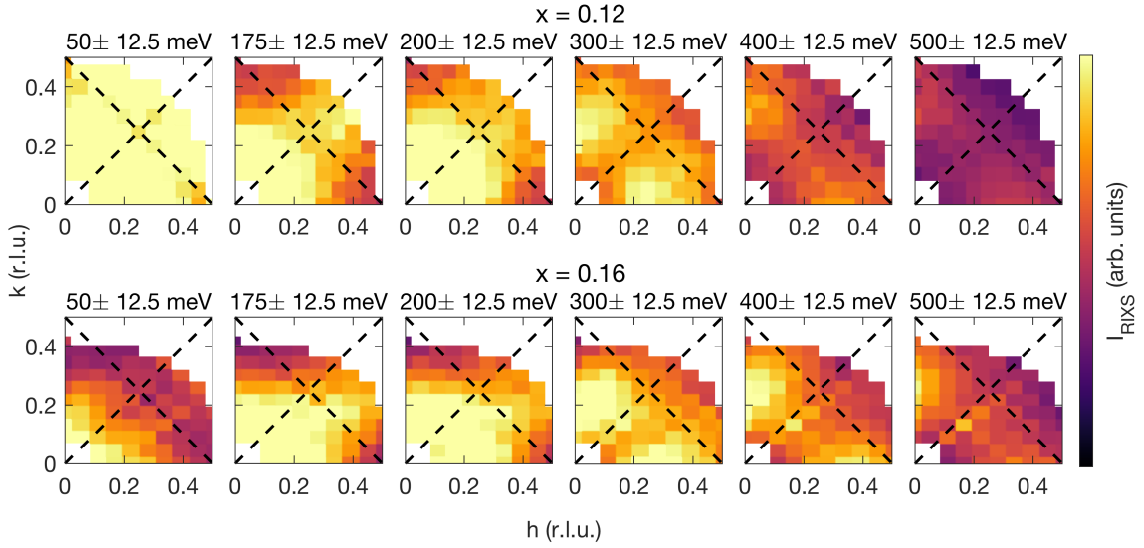 x = 0.12
50± 12.5 meV 175± 12.5 meV 200± 12.5 meV 300± 12.5 meV 400± 12.5 meV 500± 12.5 meV
0.4
0.2
0
0 0.2 0.4 0 0.2 0.4 0 0.2 0.4 0 0.2 0.4 0 0.2 0.4 0 0.2 0.4
k (r.l.u.)
I_RIXS (arb. units)
x = 0.16
50± 12.5 meV 175± 12.5 meV 200± 12.5 meV 300± 12.5 meV 400± 12.5 meV 500± 12.5 meV
0.4
0.2
0
0 0.2 0.4 0 0.2 0.4 0 0.2 0.4 0 0.2 0.4 0 0.2 0.4 0 0.2 0.4
h (r.l.u.)